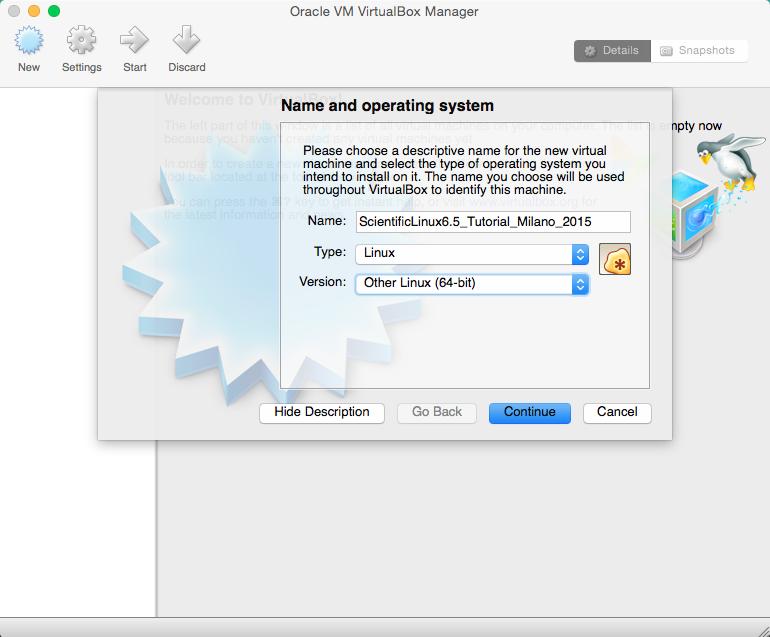 Oracle VM VirtualBox Manager
New Settings Start Discard
Details Snapshots
Welcome to VirtualBox!
The left part of this window is a list of all virtual machines on your computer. The list is empty now
because you haven't created any virtual machines yet.
In order to create a new
tool bar located at the
You can press the ⌘? key to get instant help, or visit www.virtualbox.org for
the latest information and
Name and operating system
Please choose a descriptive name for the new virtual
machine and select the type of operating system you
intend to install on it. The name you choose will be used
throughout VirtualBox to identify this machine.
Name: ScientificLinux6.5_Tutorial_Milano_2015
Type: Linux
Version: Other Linux (64-bit)
Hide Description Go Back Continue Cancel